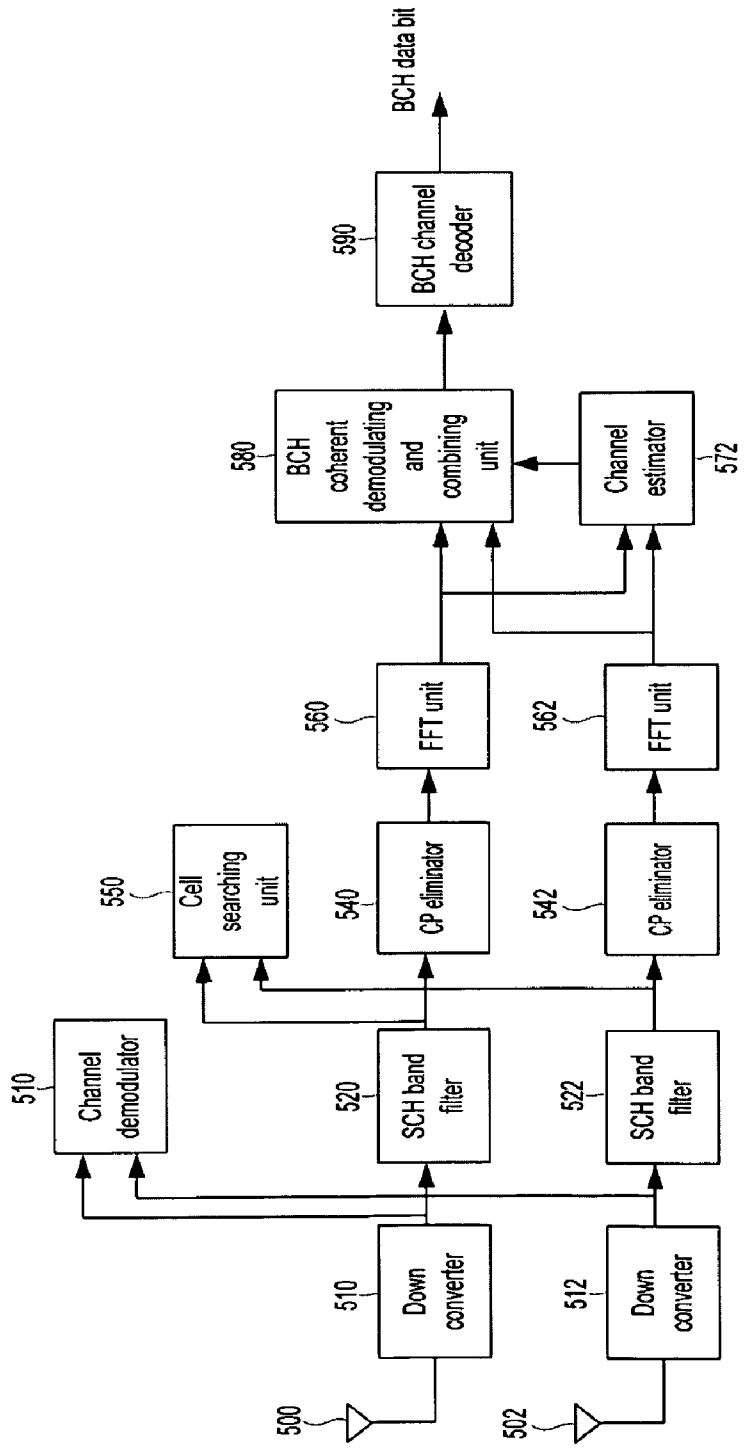 510
Channel
demodulator
550
Cell
searching
unit
500
510
Down
converter
520
SCH band
filter
540
CP eliminator
560
FFT unit
580
BCH
coherent
demodulating
and
combining
unit
590
BCH channel
decoder
BCH data bit
502
512
Down
converter
522
SCH band
filter
542
CP eliminator
562
FFT unit
Channel
estimator
572